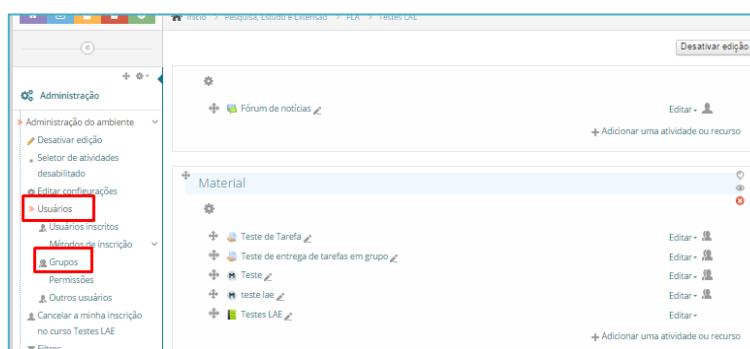 Início > Pesquisa, Estudo e Extensão > FLA > Testes LAE
Desativar edição
Administração
Administração do ambiente
Desativar edição
Seletor de atividades
desabilitado
Editar configurações
Usuários
Usuários inscritos
Métodos de inscrição
Grupos
Permissões
Outros usuários
Cancelar a minha inscrição
no curso Testes LAE
Filtros
Fórum de notícias
Editar
Adicionar uma atividade ou recurso
Material
Teste de Tarefa
Editar
Teste de entrega de tarefas em grupo
Editar
Teste
Editar
teste lae
Editar
Testes LAE
Editar
Adicionar uma atividade ou recurso